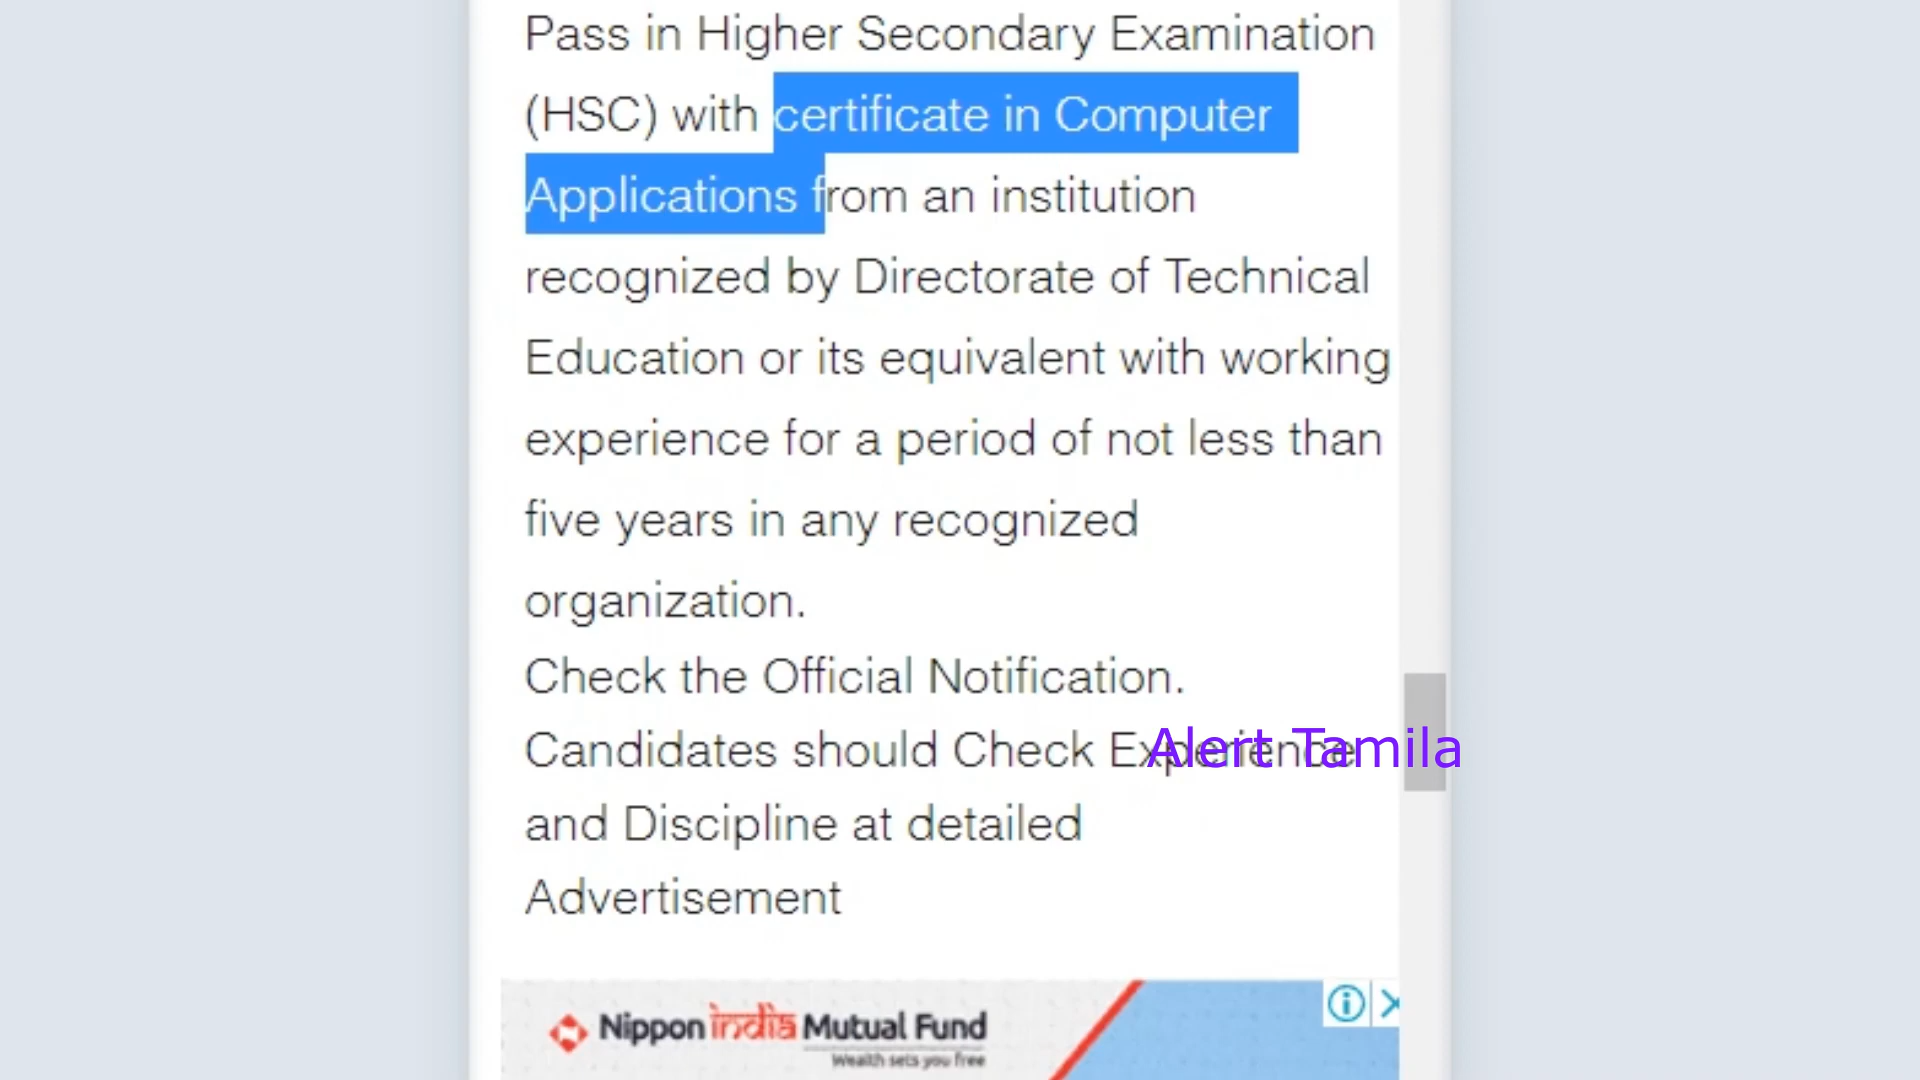 Pass in Higher Secondary Examination
(HSC) with certificate in Computer
Applications from an institution
recognized by Directorate of Technical
Education or its equivalent with working
experience for a period of not less than
five years in any recognized
organization.
Check the Official Notification.
Candidates should Check Experience
Alert Tamila
and Discipline at detailed
Advertisement
Nippon india Mutual Fund
Wealth sets you free